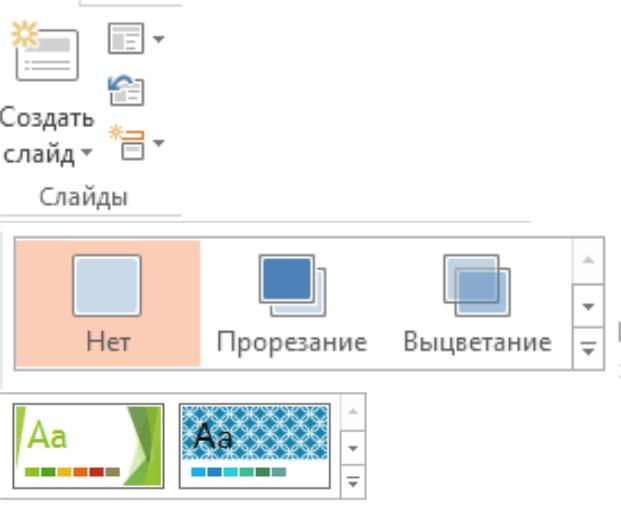 Создать
слайд
Слайды
Нет Прорезание Выцветание
Aa Aa